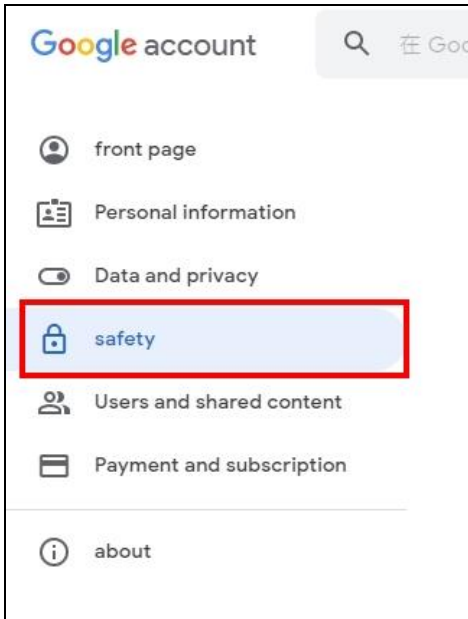 Google account
在 Goo
front page
Personal information
Data and privacy
safety
Users and shared content
Payment and subscription
about